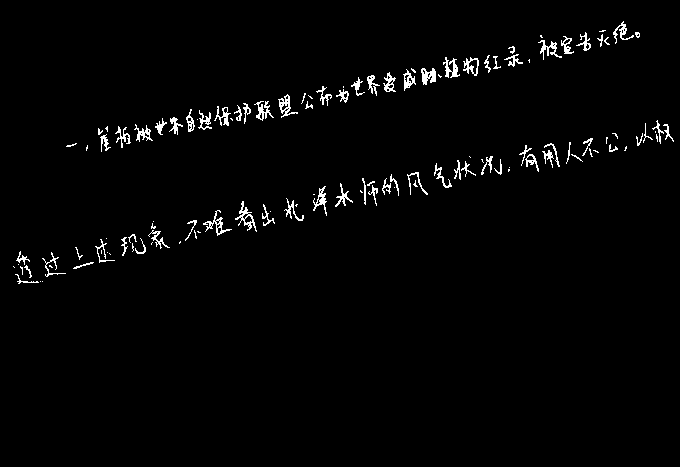 一，崖柏被世界自然保护联盟公布为世界受威胁植物红录，被宣告灭绝。
透过上述现象，不难看出北洋水师的风气状况，有用人不公，以权